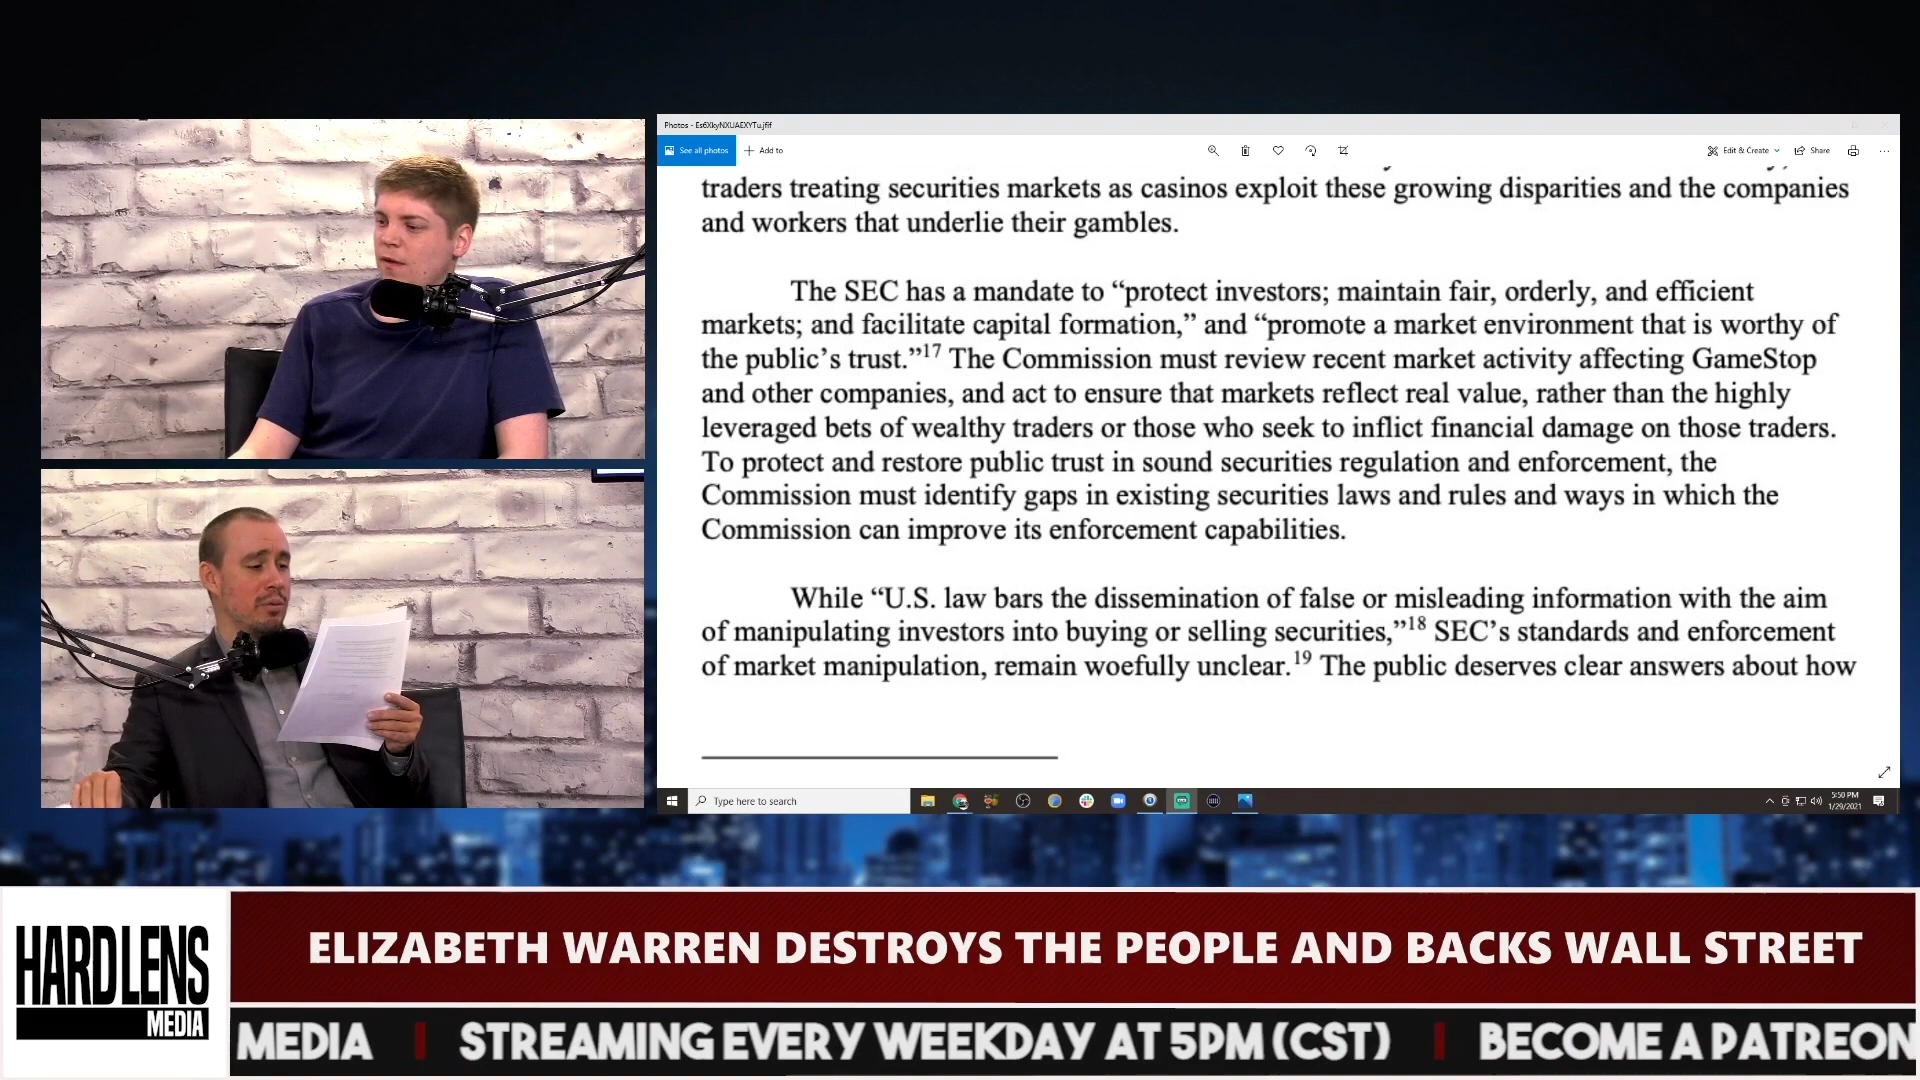 Photos - Es6XkyNXUAEXYTu.jfif
See all photos
Add to
Edit & Create
Share
traders treating securities markets as casinos exploit these growing disparities and the companies
and workers that underlie their gambles.
The SEC has a mandate to “protect investors; maintain fair, orderly, and efficient
markets; and facilitate capital formation,” and “promote a market environment that is worthy of
the public’s trust.”17 The Commission must review recent market activity affecting GameStop
and other companies, and act to ensure that markets reflect real value, rather than the highly
leveraged bets of wealthy traders or those who seek to inflict financial damage on those traders.
To protect and restore public trust in sound securities regulation and enforcement, the
Commission must identify gaps in existing securities laws and rules and ways in which the
Commission can improve its enforcement capabilities.
While “U.S. law bars the dissemination of false or misleading information with the aim
of manipulating investors into buying or selling securities,”18 SEC’s standards and enforcement
of market manipulation, remain woefully unclear.19 The public deserves clear answers about how
Type here to search
5:50 PM
1/29/2021
HARD LENS
MEDIA
ELIZABETH WARREN DESTROYS THE PEOPLE AND BACKS WALL STREET
MEDIA | STREAMING EVERY WEEKDAY AT 5PM (CST) | BECOME A PATREON